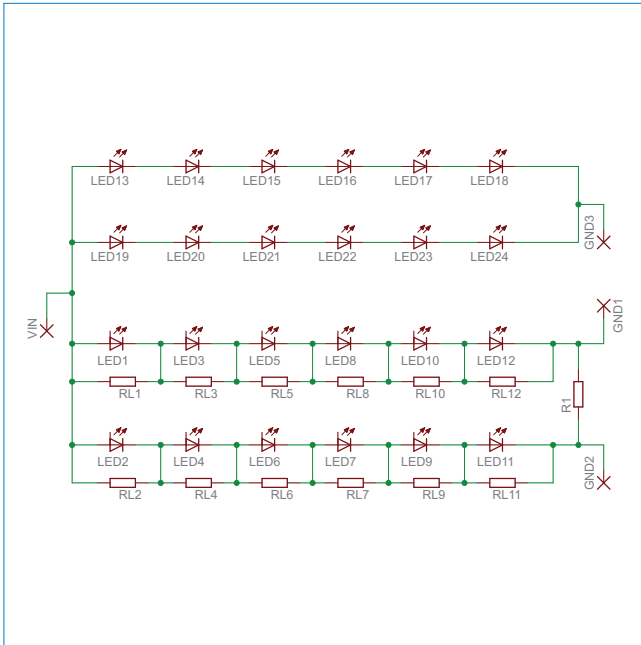 LED13 LED14 LED15 LED16 LED17 LED18
LED19 LED20 LED21 LED22 LED23 LED24
GND3
VIN
GND1
LED1 LED3 LED5 LED8 LED10 LED12
RL1 RL3 RL5 RL8 RL10 RL12
R1
LED2 LED4 LED6 LED7 LED9 LED11
RL2 RL4 RL6 RL7 RL9 RL11
GND2